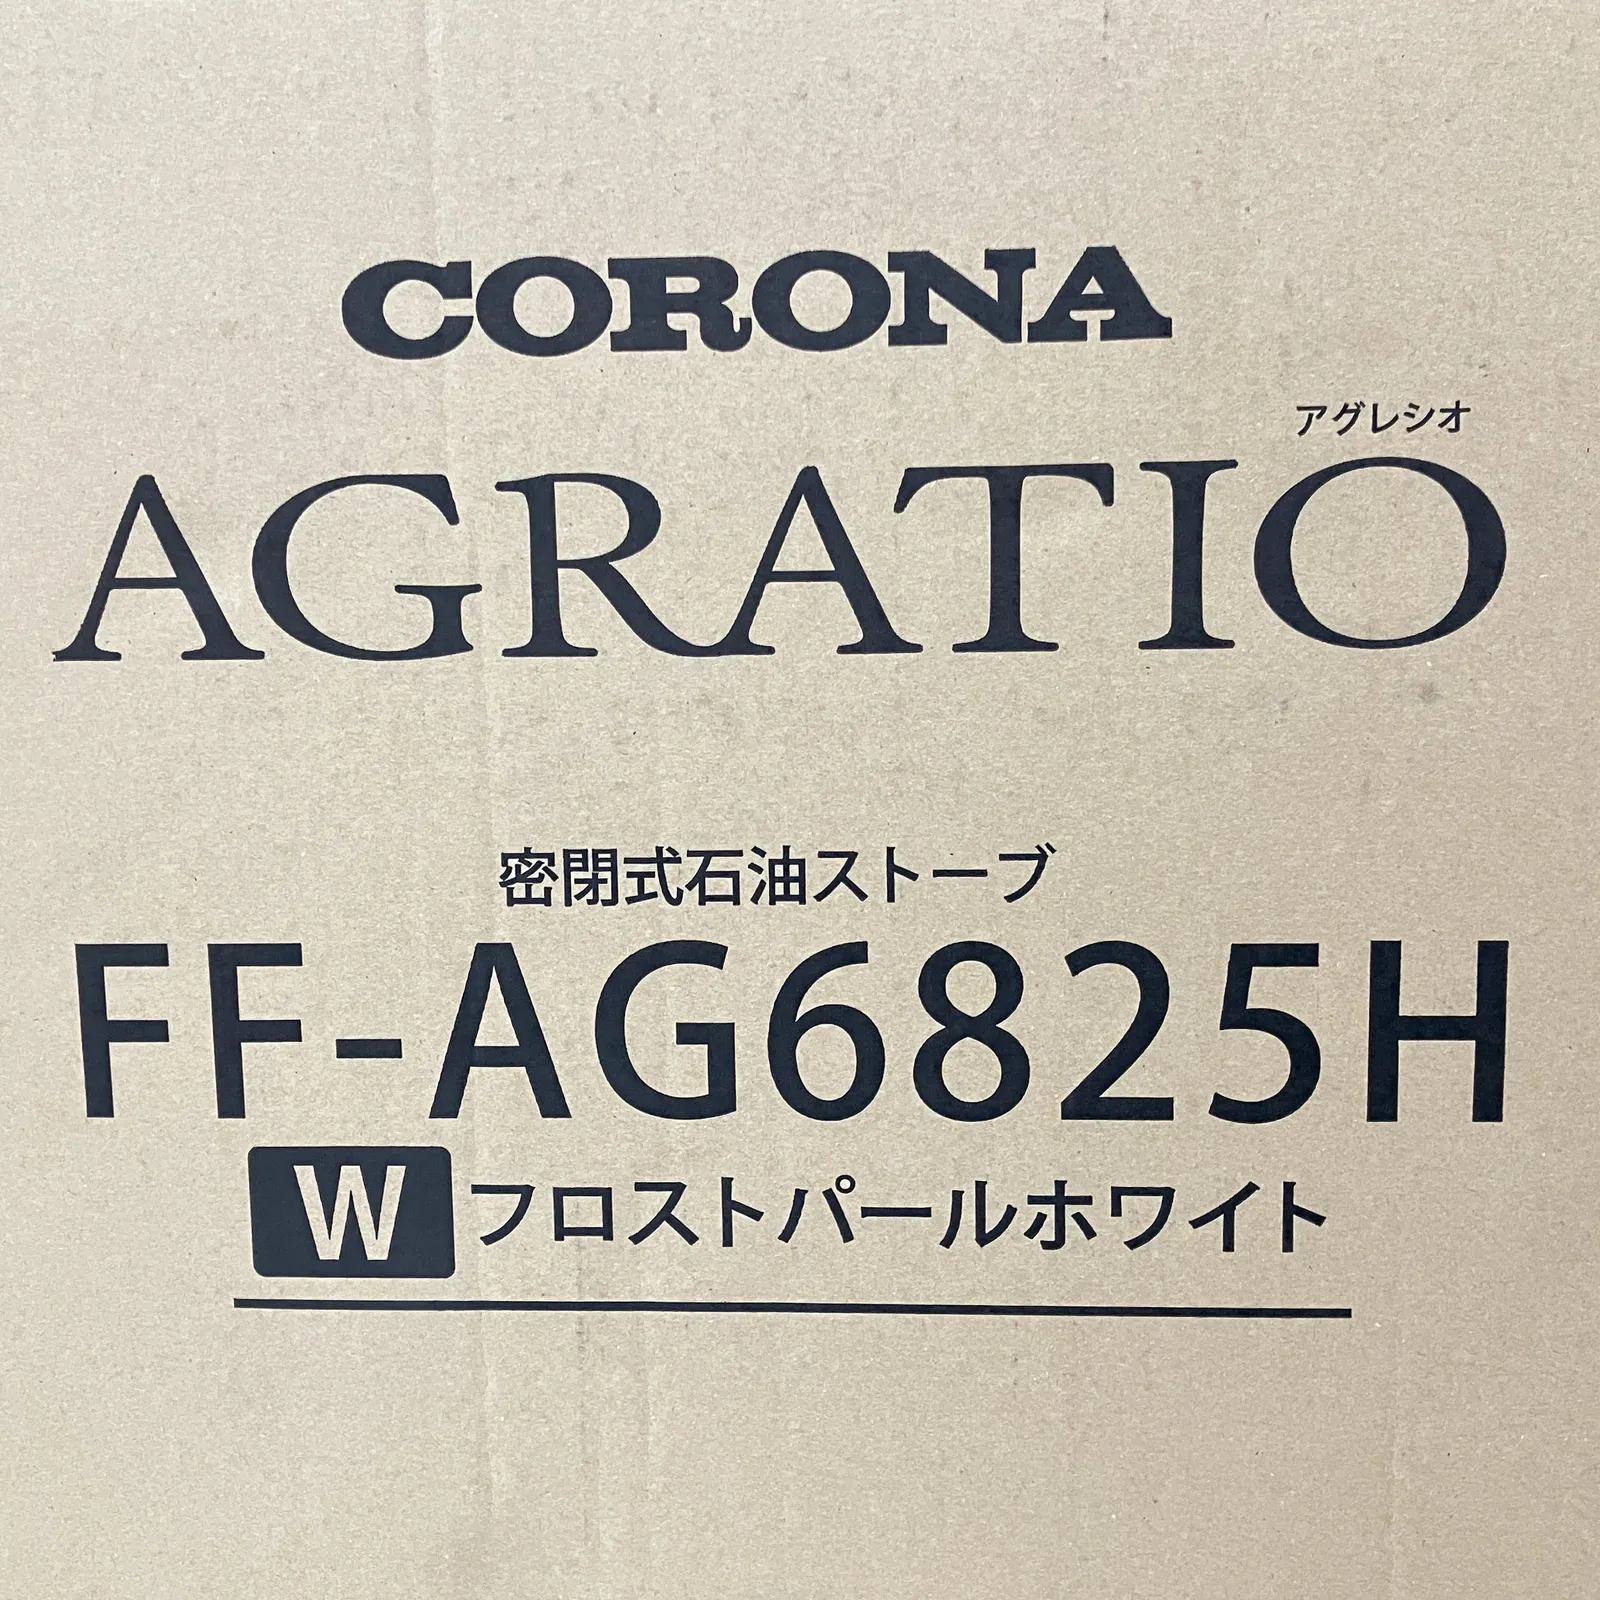 CORONA
アグレシオ
AGRATIO
密閉式石油ストーブ
FF-AG6825H
W フロストパールホワイト